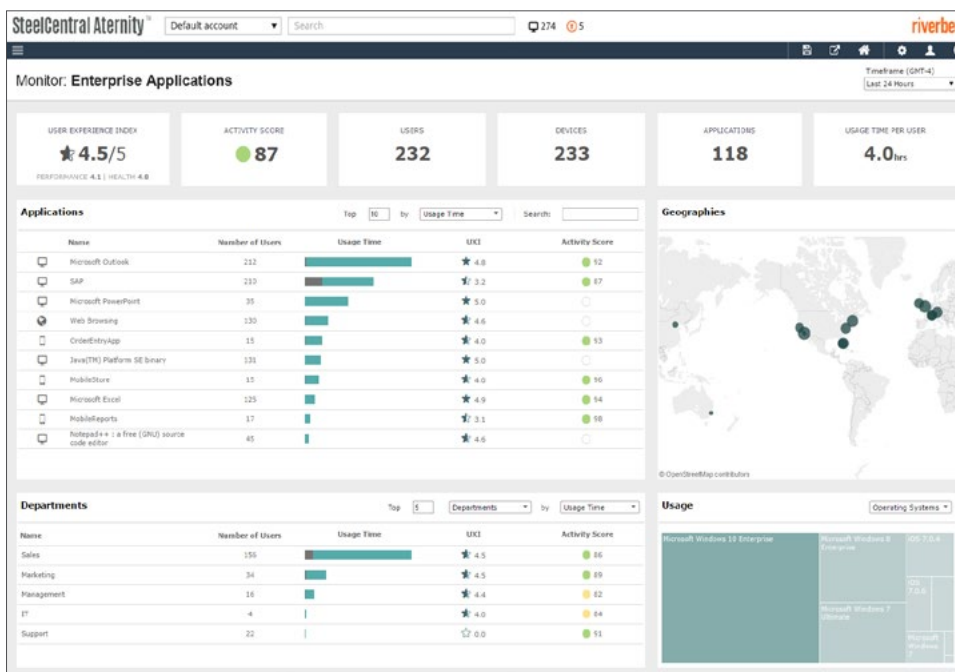 SteelCentral Aternity™ Default account Search 274 5 riverbe
Monitor: Enterprise Applications
Timeframe (GMT-4)
Last 24 Hours
USER EXPERIENCE INDEX ACTIVITY SCORE USERS DEVICES APPLICATIONS USAGE TIME PER USER
4.5/5 87 232 233 118 4.0hrs
PERFORMANCE 4.1 | HEALTH 4.8
Applications Top 10 by Usage Time Search:
Name Number of Users Usage Time UXI Activity Score
Microsoft Outlook 212 4.8 92
SAP 210 3.2 87
Microsoft PowerPoint 35 5.0
Web Browsing 130 4.6
OrderEntryApp 15 4.0 93
Java(TM) Platform SE binary 131 5.0
MobileStore 15 4.0 96
Microsoft Excel 125 4.9 94
MobileReports 17 3.1 98
Notepad++ : a free (GNU) source
code editor 45 4.6
Geographies
© OpenStreetMap contributors
Departments Top 5 Departments by Usage Time
Name Number of Users Usage Time UXI Activity Score
Sales 156 4.5 86
Marketing 34 4.5 89
Management 16 4.4 82
IT 4 4.0 84
Support 22 0.0 91
Usage Operating Systems
Microsoft Windows 10 Enterprise
Microsoft Windows 8
Enterprise
iOS 7.0.4
iOS
7.0.6
Microsoft Windows 7
Ultimate
Microsoft
Windows
7